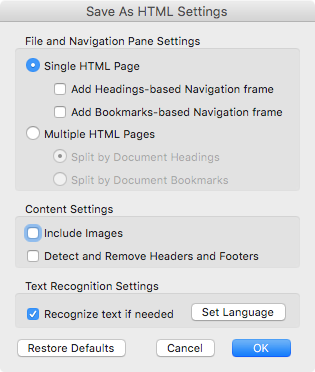 Save As HTML Settings
File and Navigation Pane Settings
Single HTML Page
Add Headings-based Navigation frame
Add Bookmarks-based Navigation frame
Multiple HTML Pages
Split by Document Headings
Split by Document Bookmarks
Content Settings
Include Images
Detect and Remove Headers and Footers
Text Recognition Settings
Recognize text if needed Set Language
Restore Defaults Cancel OK